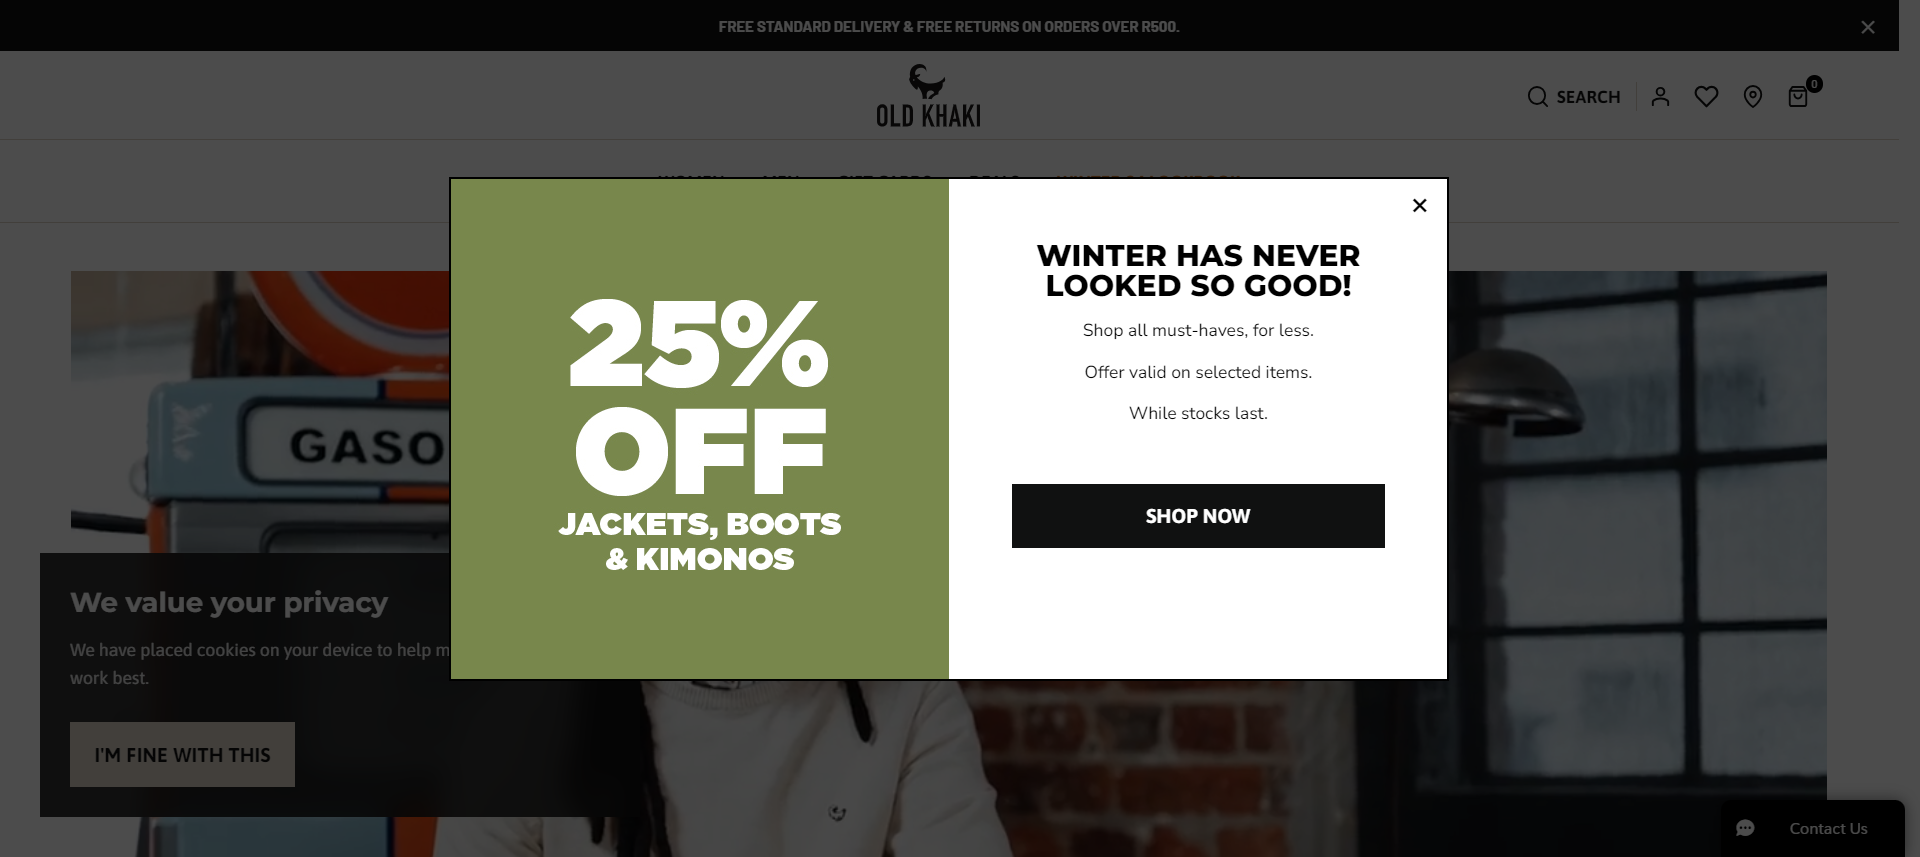 FREE STANDARD DELIVERY & FREE RETURNS ON ORDERS OVER R500.
OLD KHAKI
SEARCH
0
25%
OFF
JACKETS, BOOTS
& KIMONOS
WINTER HAS NEVER
LOOKED SO GOOD!
Shop all must-haves, for less.
Offer valid on selected items.
While stocks last.
SHOP NOW
GASO
We value your privacy
We have placed cookies on your device to help
work best.
I'M FINE WITH THIS
Contact Us